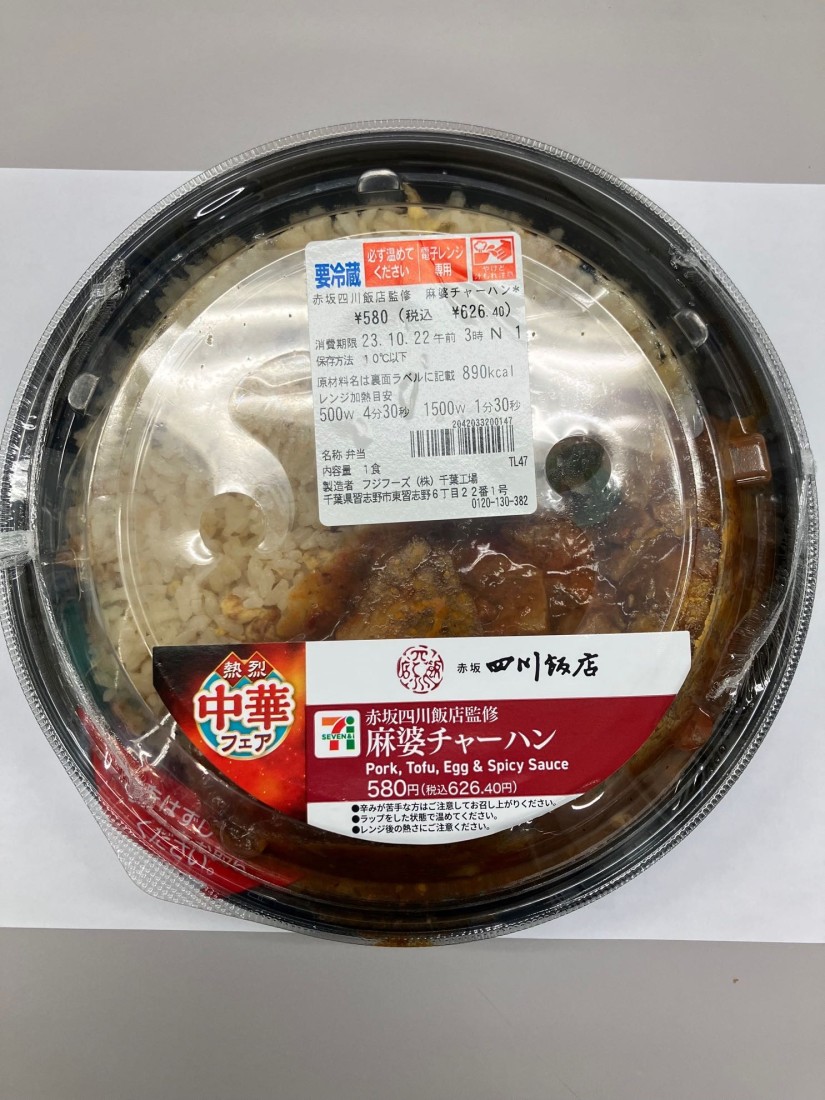 要冷蔵
必ず温めて
ください
電子レンジ
専用
やけど
赤坂四川飯店監修 麻婆チャーハン*
¥580 (税込 ¥626.40)
消費期限 23.10.22 午前 3時 N 1
保存方法 10℃以下
原材料名は裏面ラベルに記載 890kcal
レンジ加熱目安
500W 4分30秒 1500W 1分30秒
2042033200147
名称 弁当
内容量 1食
TL47
製造者 フジフーズ(株)千葉工場
千葉県習志野市東習志野6丁目22番1号
0120-130-382
熱烈
中華
フェア
赤坂 四川飯店
SEVEN&i
赤坂四川飯店監修
麻婆チャーハン
Pork, Tofu, Egg & Spicy Sauce
580円(税込626.40円)
●辛みが苦手な方はご注意してお召し上がりください。
●ラップをした状態で温めてください。
●レンジ後の熱さにご注意ください。
をはずし
ください。